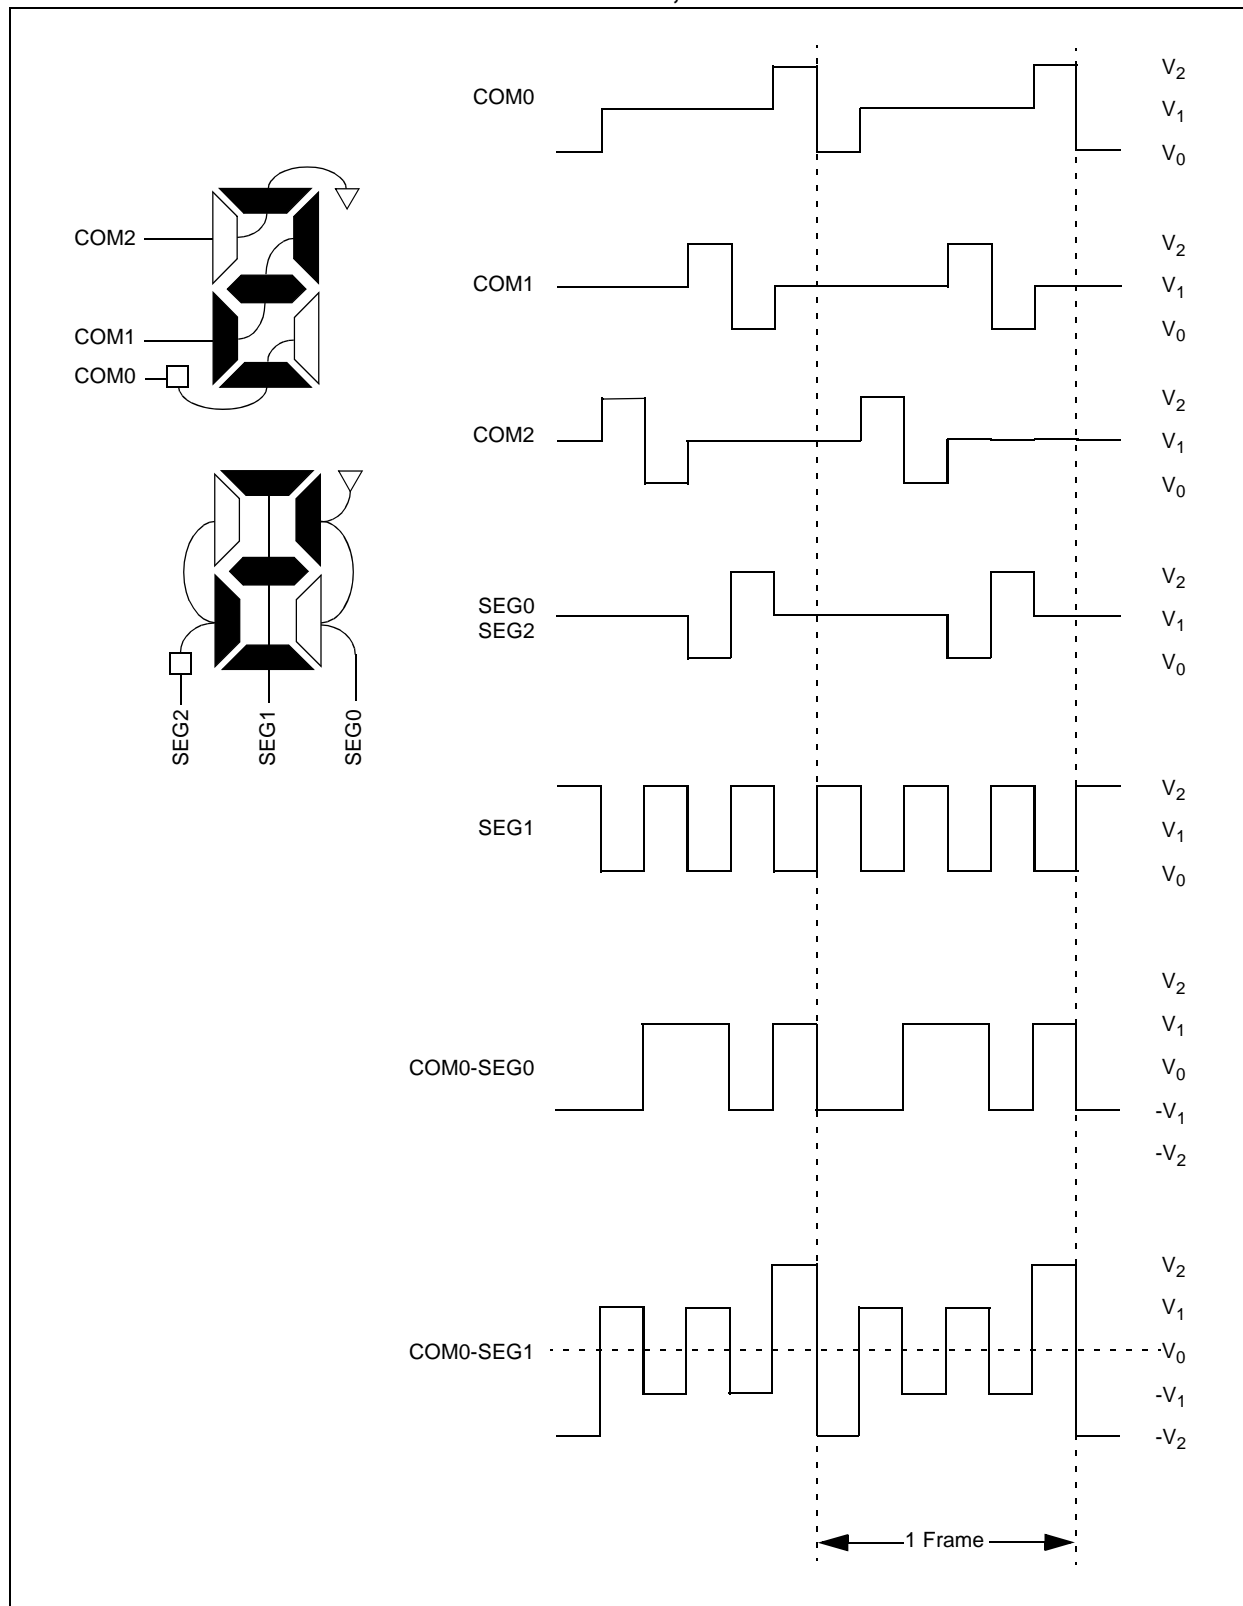 COM0
V2
V1
V0
COM2
COM1
COM0
COM1
V2
V1
V0
COM2
V2
V1
V0
SEG2
SEG1
SEG0
SEG0
SEG2
V2
V1
V0
SEG1
V2
V1
V0
COM0-SEG0
V2
V1
V0
-V1
-V2
COM0-SEG1
V2
V1
V0
-V1
-V2
1 Frame